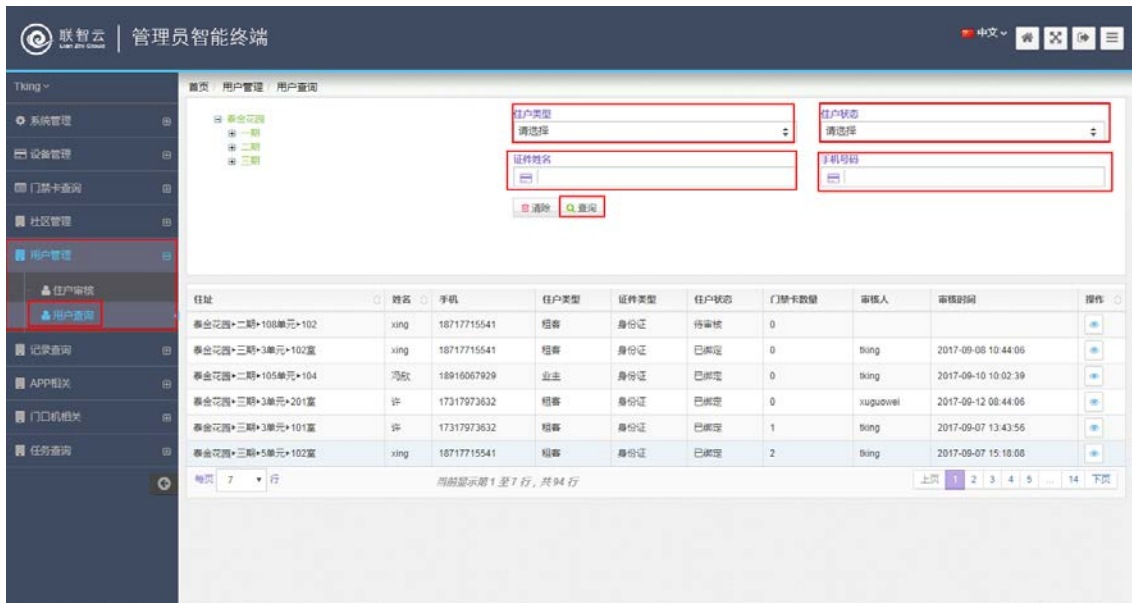 联智云 管理员智能终端 中文
Lian Zhi Cloud
Tking 首页 / 用户管理 / 用户查询
系统管理
设备管理
门禁卡查询
社区管理
用户管理
住户审核
用户查询
记录查询
APP相关
门口机相关
任务查询
泰金花园
一期
二期
三期
住户类型 住户状态
请选择 请选择
证件姓名 手机号码
清除 查询
住址 姓名 手机 住户类型 证件类型 住户状态 门禁卡数量 审核人 审核时间 操作
泰金花园▸二期▸108单元▸102 xing 18717715541 租客 身份证 待审核 0
泰金花园▸三期▸3单元▸102室 xing 18717715541 租客 身份证 已绑定 0 tking 2017-09-08 10:44:06
泰金花园▸二期▸105单元▸104 冯欣 18916067929 业主 身份证 已绑定 0 tking 2017-09-10 10:02:39
泰金花园▸三期▸3单元▸201室 许 17317973632 租客 身份证 已绑定 0 xuguowei 2017-09-12 08:44:06
泰金花园▸三期▸3单元▸101室 许 17317973632 租客 身份证 已绑定 1 tking 2017-09-07 13:43:56
泰金花园▸三期▸5单元▸102室 xing 18717715541 租客 身份证 已绑定 2 tking 2017-09-07 15:18:08
每页 7 行 当前显示第 1 至 7 行，共 94 行 上页 1 2 3 4 5 ... 14 下页